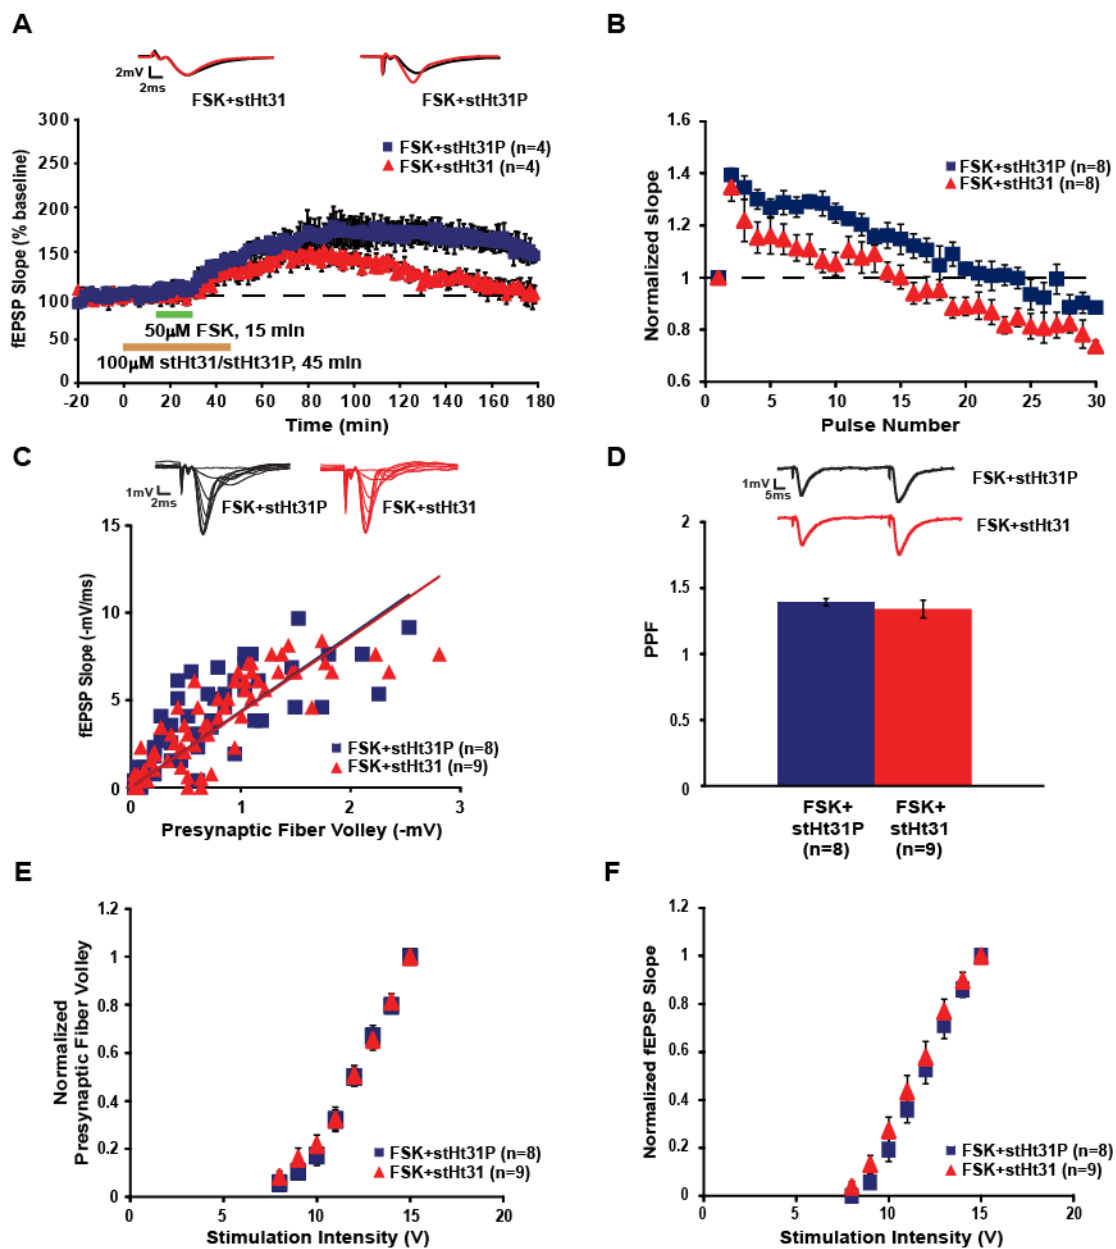 A
2mV
2ms
FSK+stHt31
FSK+stHt31P
fEPSP Slope (% baseline)
300
250
200
150
100
50
0
FSK+stHt31P (n=4)
FSK+stHt31 (n=4)
50µM FSK, 15 min
100µM stHt31/stHt31P, 45 min
-20 0 20 40 60 80 100 120 140 160 180
Time (min)
B
Normalized slope
1.6
1.4
1.2
1
0.8
0.6
FSK+stHt31P (n=8)
FSK+stHt31 (n=8)
0 5 10 15 20 25 30
Pulse Number
C
1mV
2ms
FSK+stHt31P
FSK+stHt31
fEPSP Slope (-mV/ms)
15
10
5
0
FSK+stHt31P (n=8)
FSK+stHt31 (n=9)
0 1 2 3
Presynaptic Fiber Volley (-mV)
D
1mV
5ms
FSK+stHt31P
FSK+stHt31
PPF
2
1.5
1
0.5
0
FSK+
stHt31P
(n=8)
FSK+
stHt31
(n=9)
E
Normalized
Presynaptic Fiber Volley
1.2
1
0.8
0.6
0.4
0.2
0
FSK+stHt31P (n=8)
FSK+stHt31 (n=9)
0 5 10 15 20
Stimulation Intensity (V)
F
Normalized fEPSP Slope
1.2
1
0.8
0.6
0.4
0.2
0
FSK+stHt31P (n=8)
FSK+stHt31 (n=9)
0 5 10 15 20
Stimulation Intensity (V)